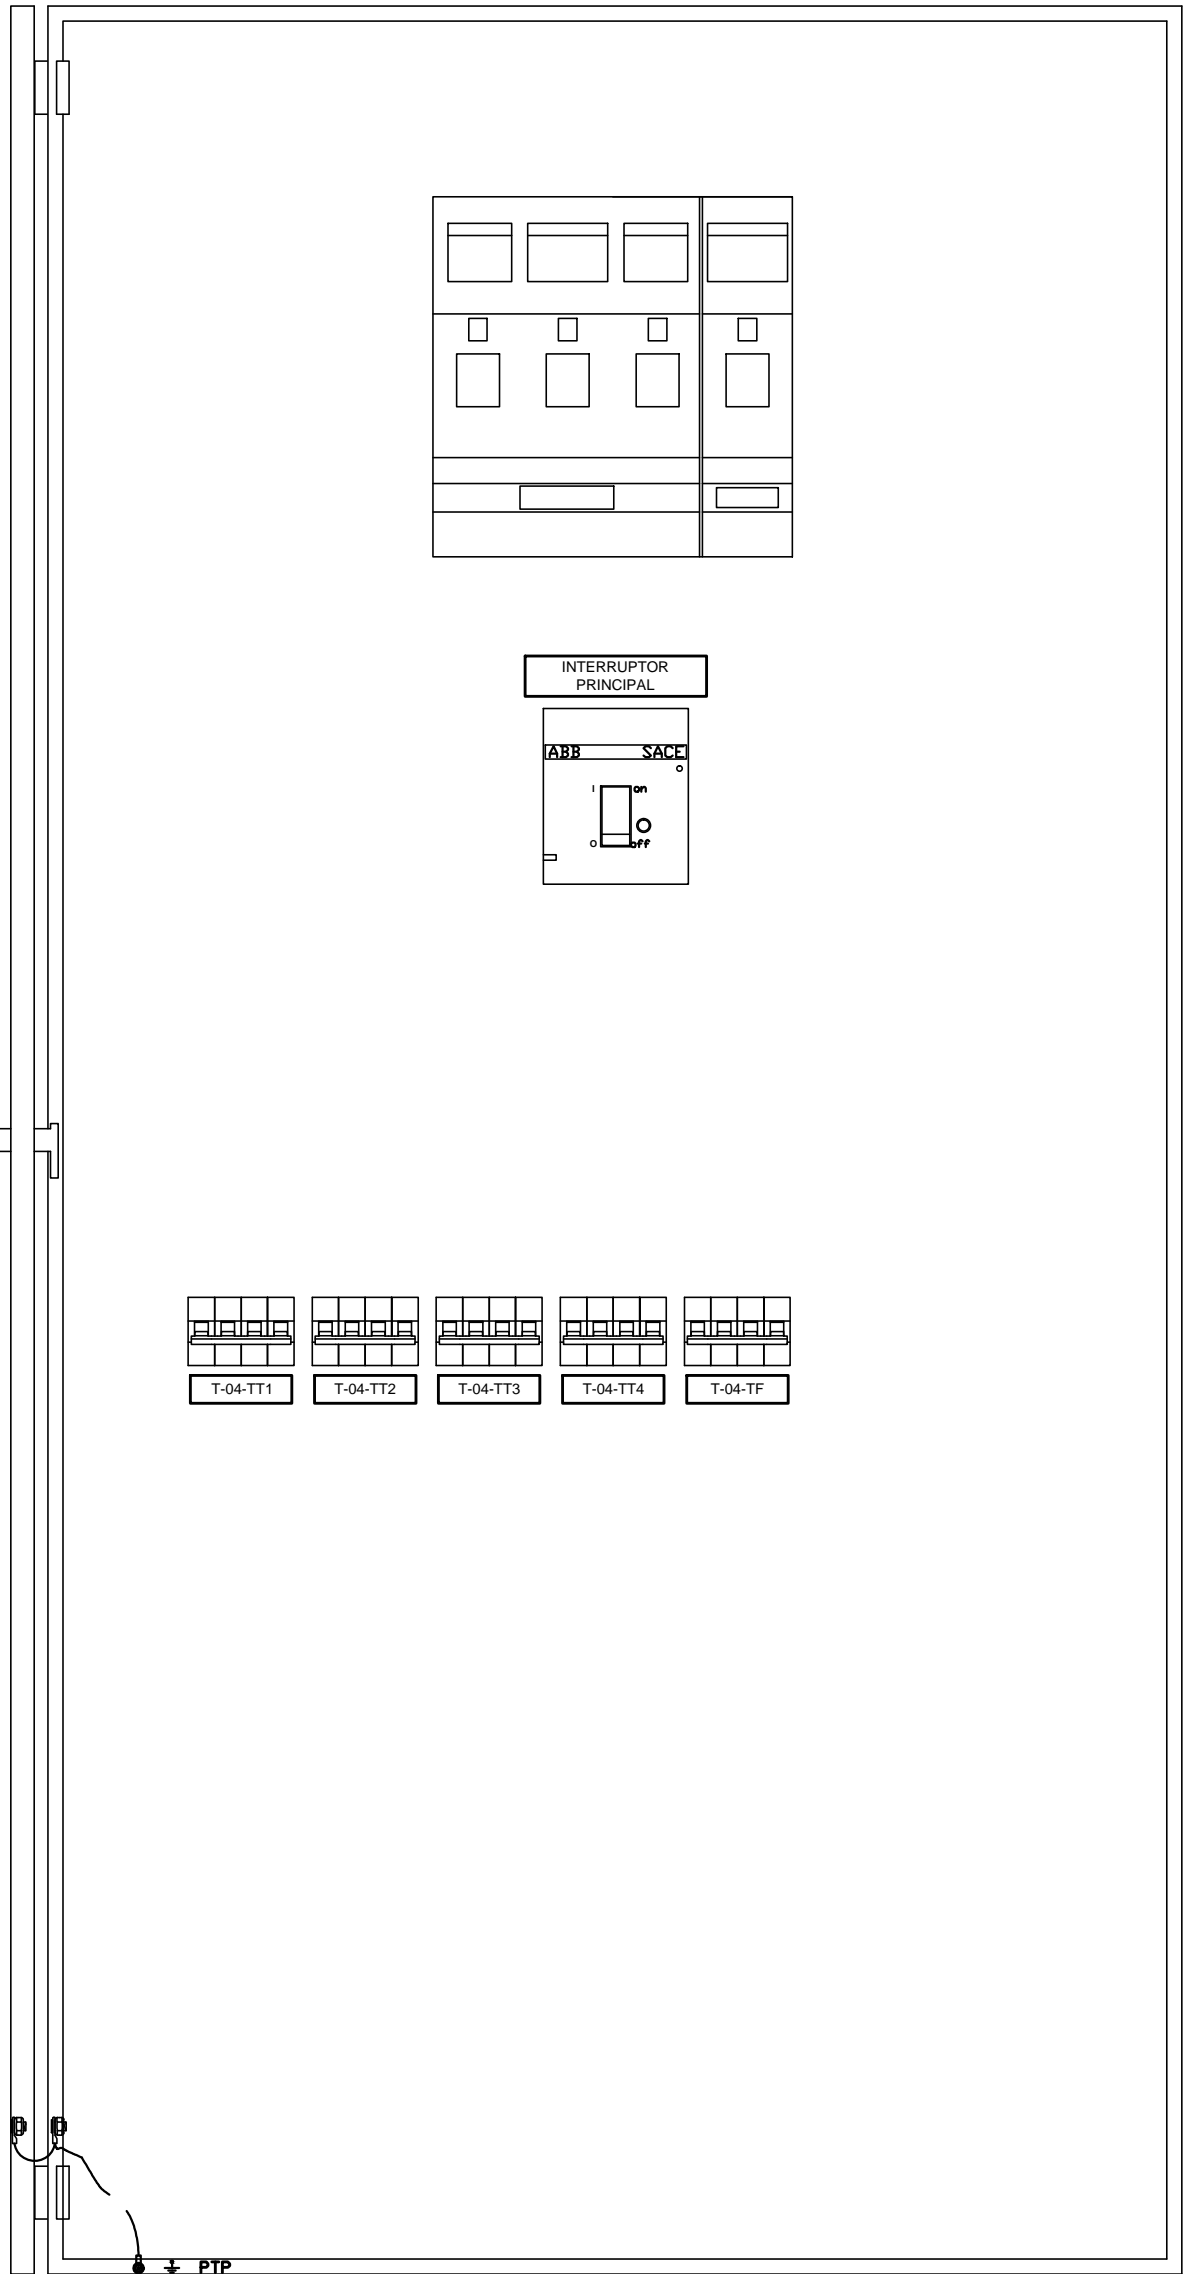 INTERRUPTOR
PRINCIPAL
ABB SACE
I on
O off
T-04-TT1 T-04-TT2 T-04-TT3 T-04-TT4 T-04-TF
PTP